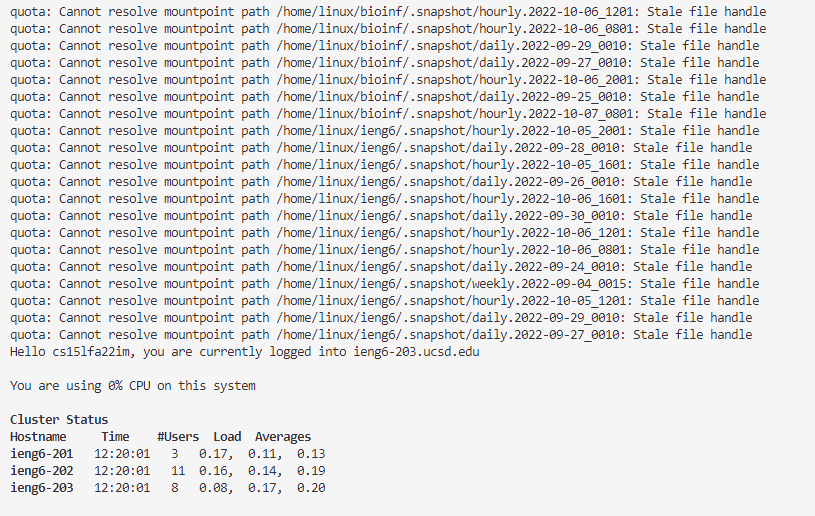 quota: Cannot resolve mountpoint path /home/linux/bioinf/.snapshot/hourly.2022-10-06_1201: Stale file handle
quota: Cannot resolve mountpoint path /home/linux/bioinf/.snapshot/hourly.2022-10-06_0801: Stale file handle
quota: Cannot resolve mountpoint path /home/linux/bioinf/.snapshot/daily.2022-09-29_0010: Stale file handle
quota: Cannot resolve mountpoint path /home/linux/bioinf/.snapshot/daily.2022-09-27_0010: Stale file handle
quota: Cannot resolve mountpoint path /home/linux/bioinf/.snapshot/hourly.2022-10-06_2001: Stale file handle
quota: Cannot resolve mountpoint path /home/linux/bioinf/.snapshot/daily.2022-09-25_0010: Stale file handle
quota: Cannot resolve mountpoint path /home/linux/bioinf/.snapshot/hourly.2022-10-07_0801: Stale file handle
quota: Cannot resolve mountpoint path /home/linux/ieng6/.snapshot/hourly.2022-10-05_2001: Stale file handle
quota: Cannot resolve mountpoint path /home/linux/ieng6/.snapshot/daily.2022-09-28_0010: Stale file handle
quota: Cannot resolve mountpoint path /home/linux/ieng6/.snapshot/hourly.2022-10-05_1601: Stale file handle
quota: Cannot resolve mountpoint path /home/linux/ieng6/.snapshot/daily.2022-09-26_0010: Stale file handle
quota: Cannot resolve mountpoint path /home/linux/ieng6/.snapshot/hourly.2022-10-06_1601: Stale file handle
quota: Cannot resolve mountpoint path /home/linux/ieng6/.snapshot/daily.2022-09-30_0010: Stale file handle
quota: Cannot resolve mountpoint path /home/linux/ieng6/.snapshot/hourly.2022-10-06_1201: Stale file handle
quota: Cannot resolve mountpoint path /home/linux/ieng6/.snapshot/hourly.2022-10-06_0801: Stale file handle
quota: Cannot resolve mountpoint path /home/linux/ieng6/.snapshot/daily.2022-09-24_0010: Stale file handle
quota: Cannot resolve mountpoint path /home/linux/ieng6/.snapshot/weekly.2022-09-04_0015: Stale file handle
quota: Cannot resolve mountpoint path /home/linux/ieng6/.snapshot/hourly.2022-10-05_1201: Stale file handle
quota: Cannot resolve mountpoint path /home/linux/ieng6/.snapshot/daily.2022-09-29_0010: Stale file handle
quota: Cannot resolve mountpoint path /home/linux/ieng6/.snapshot/daily.2022-09-27_0010: Stale file handle
Hello cs15lfa22im, you are currently logged into ieng6-203.ucsd.edu
You are using 0% CPU on this system
Cluster Status
Hostname     Time    #Users  Load  Averages
ieng6-201   12:20:01   3   0.17,  0.11,  0.13
ieng6-202   12:20:01   11  0.16,  0.14,  0.19
ieng6-203   12:20:01   8   0.08,  0.17,  0.20